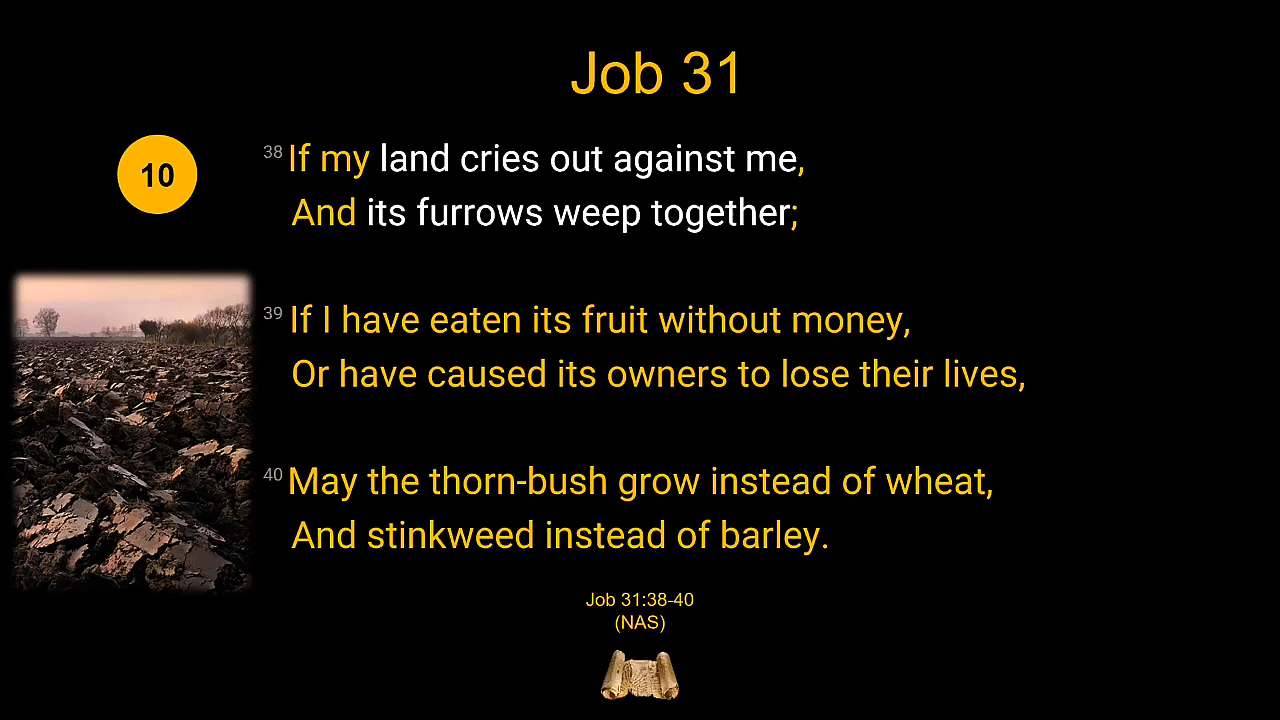 Job 31
10
38 If my land cries out against me,
And its furrows weep together;
39 If I have eaten its fruit without money,
Or have caused its owners to lose their lives,
40 May the thorn-bush grow instead of wheat,
And stinkweed instead of barley.
Job 31:38-40
(NAS)